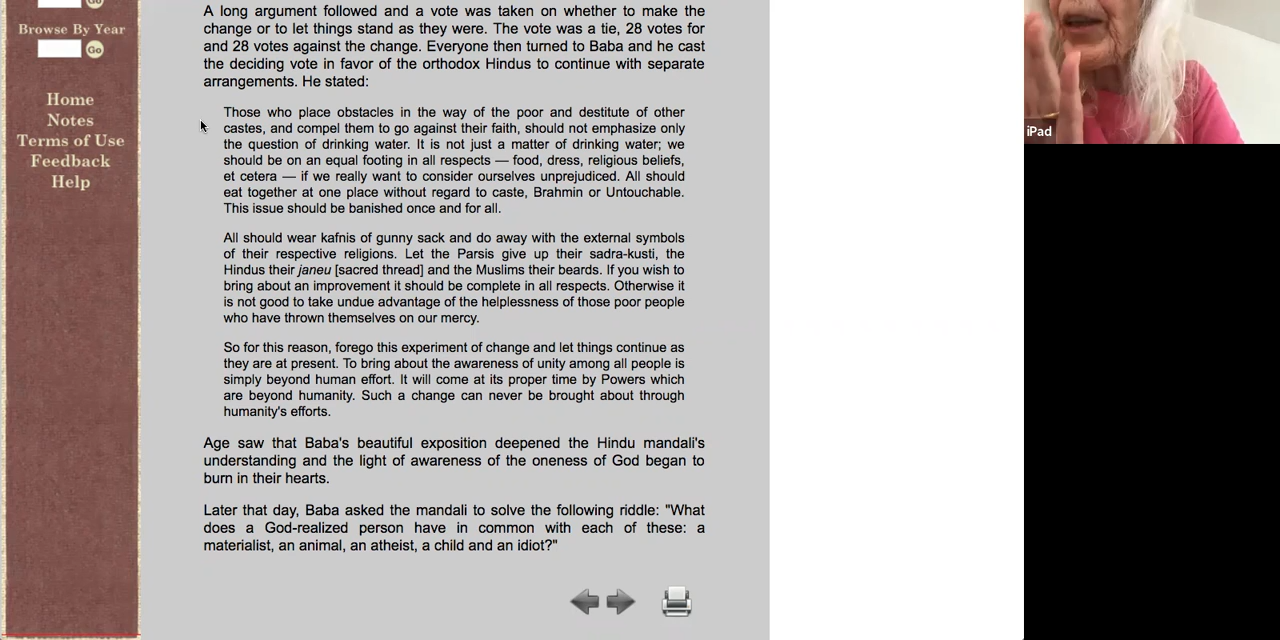 Go
Browse By Year
Go
Home
Notes
Terms of Use
Feedback
Help
A long argument followed and a vote was taken on whether to make the
change or to let things stand as they were. The vote was a tie, 28 votes for
and 28 votes against the change. Everyone then turned to Baba and he cast
the deciding vote in favor of the orthodox Hindus to continue with separate
arrangements. He stated:
Those who place obstacles in the way of the poor and destitute of other
castes, and compel them to go against their faith, should not emphasize only
the question of drinking water. It is not just a matter of drinking water; we
should be on an equal footing in all respects — food, dress, religious beliefs,
et cetera — if we really want to consider ourselves unprejudiced. All should
eat together at one place without regard to caste, Brahmin or Untouchable.
This issue should be banished once and for all.
All should wear kafnis of gunny sack and do away with the external symbols
of their respective religions. Let the Parsis give up their sadra-kusti, the
Hindus their janeu [sacred thread] and the Muslims their beards. If you wish to
bring about an improvement it should be complete in all respects. Otherwise it
is not good to take undue advantage of the helplessness of those poor people
who have thrown themselves on our mercy.
So for this reason, forego this experiment of change and let things continue as
they are at present. To bring about the awareness of unity among all people is
simply beyond human effort. It will come at its proper time by Powers which
are beyond humanity. Such a change can never be brought about through
humanity's efforts.
Age saw that Baba's beautiful exposition deepened the Hindu mandali's
understanding and the light of awareness of the oneness of God began to
burn in their hearts.
Later that day, Baba asked the mandali to solve the following riddle: "What
does a God-realized person have in common with each of these: a
materialist, an animal, an atheist, a child and an idiot?"
iPad